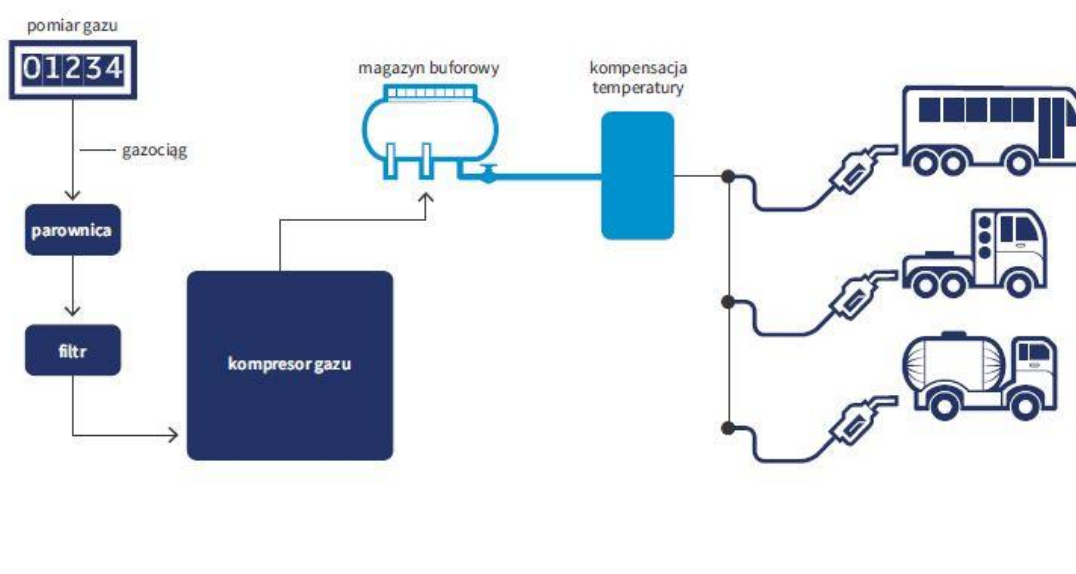 pomiar gazu
01234
gazociąg
parownica
filtr
kompresor gazu
magazyn buforowy
kompensacja
temperatury